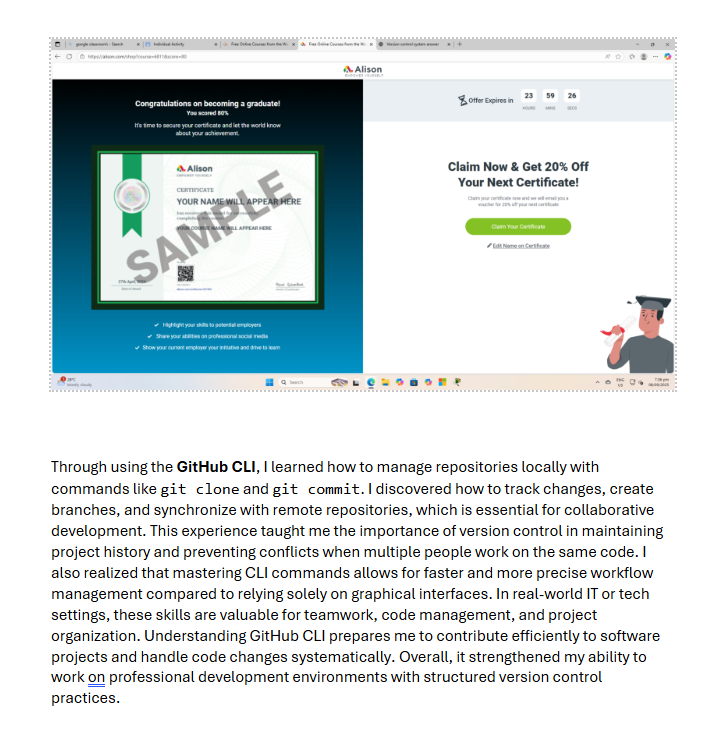 google classroom - Search
Individual Activity
Free Online Courses from the W
Free Online Courses from the W
Version control system answer
Alison
Congratulations on becoming a graduate!
You scored 80%
It's time to secure your certificate and let the world know
about your achievement.
Alison
CERTIFICATE
YOUR NAME WILL APPEAR HERE
YOUR COURSE NAME WILL APPEAR HERE
SAMPLE
Highlight your skills to potential employers
Share your abilities on professional social media
Show your current employer your initiative and drive to learn
Offer Expires in
23 59 26
HOURS MINS SECS
Claim Now & Get 20% Off
Your Next Certificate!
Claim your certificate now and we will email you a
voucher for 20% off your next certificate
Claim Your Certificate
Edit Name on Certificate
Search
ENG
US
Through using the GitHub CLI, I learned how to manage repositories locally with
commands like git clone and git commit. I discovered how to track changes, create
branches, and synchronize with remote repositories, which is essential for collaborative
development. This experience taught me the importance of version control in maintaining
project history and preventing conflicts when multiple people work on the same code. I
also realized that mastering CLI commands allows for faster and more precise workflow
management compared to relying solely on graphical interfaces. In real-world IT or tech
settings, these skills are valuable for teamwork, code management, and project
organization. Understanding GitHub CLI prepares me to contribute efficiently to software
projects and handle code changes systematically. Overall, it strengthened my ability to
work on professional development environments with structured version control
practices.